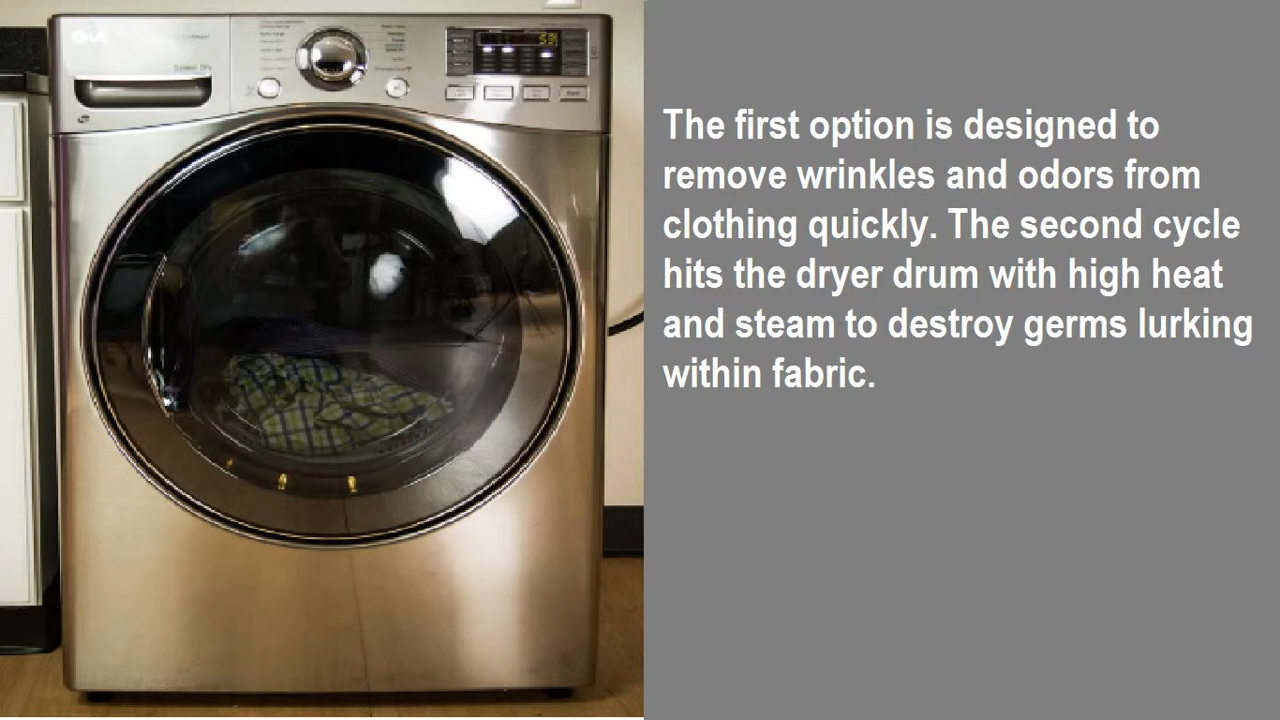 LG
The first option is designed to
remove wrinkles and odors from
clothing quickly. The second cycle
hits the dryer drum with high heat
and steam to destroy germs lurking
within fabric.